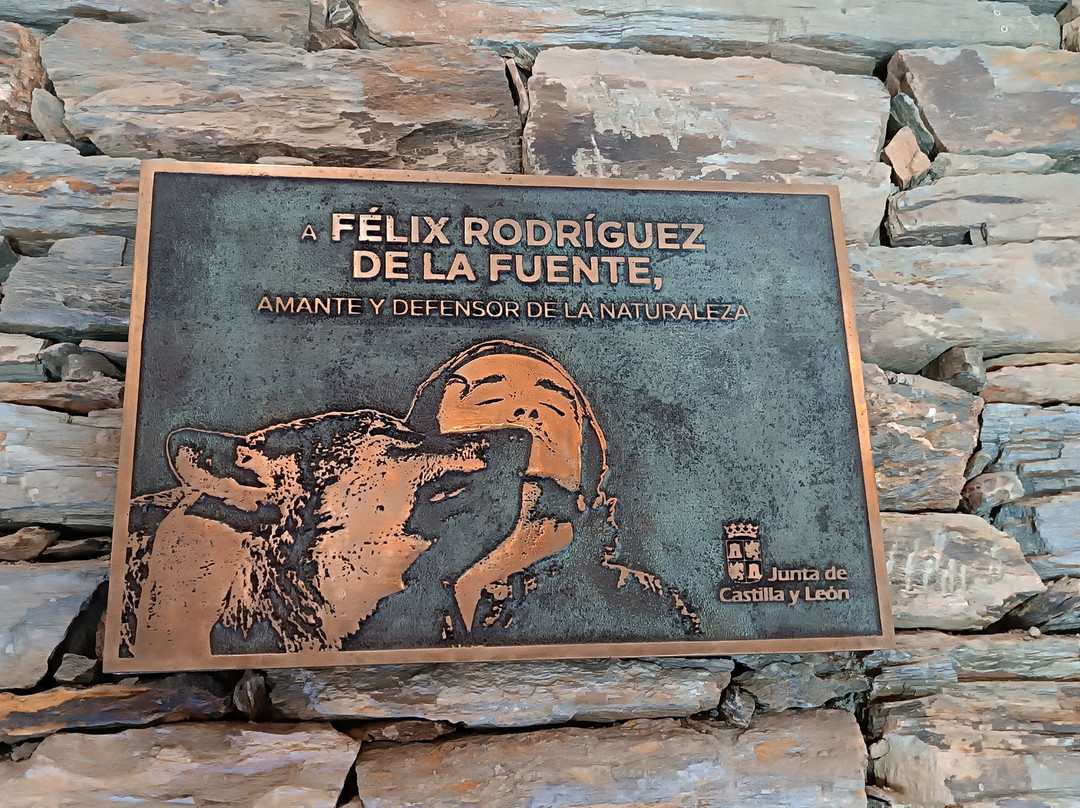 A FÉLIX RODRÍGUEZ
DE LA FUENTE,
AMANTE Y DEFENSOR DE LA NATURALEZA
Junta de
Castilla y León